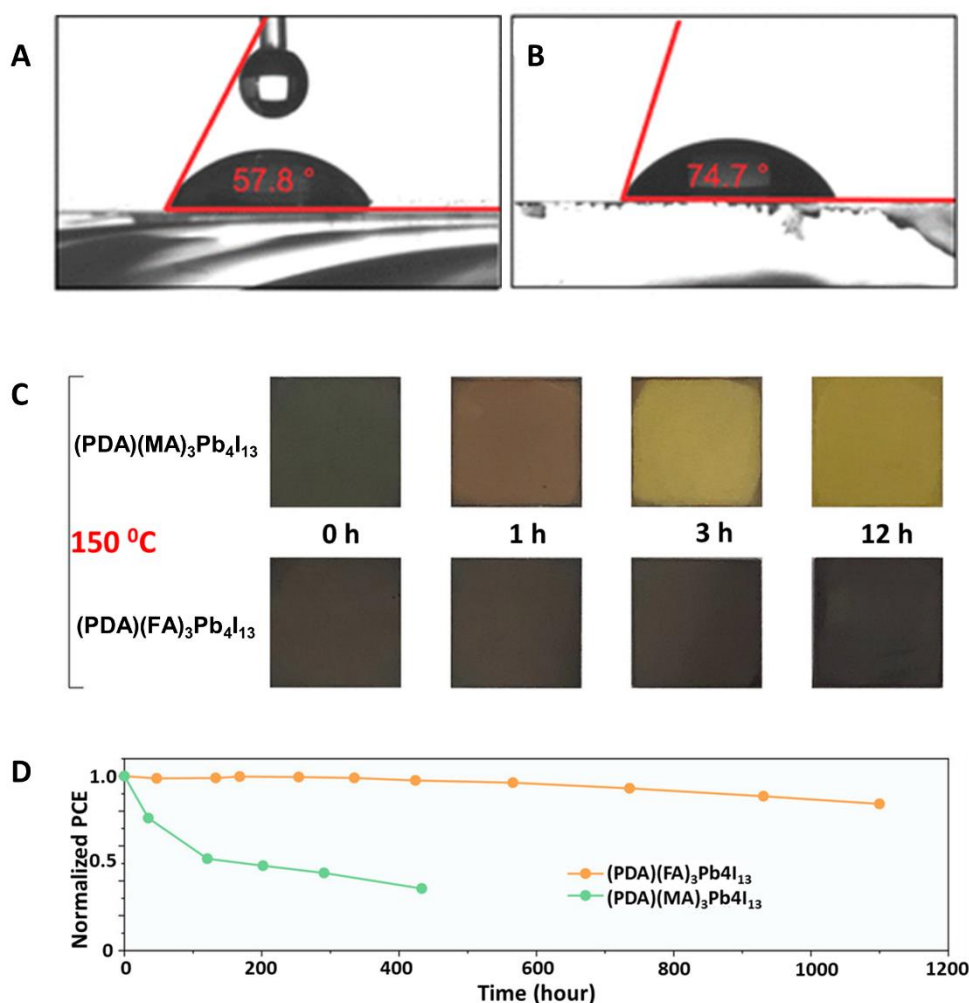 A
B
57.8 °
74.7 °
C
(PDA)(MA)₃Pb₄I₁₃
0 h
1 h
3 h
12 h
150 ⁰C
(PDA)(FA)₃Pb₄I₁₃
D
Normalized PCE
1.0
0.5
0
(PDA)(FA)₃Pb4I₁₃
(PDA)(MA)₃Pb4I₁₃
0
200
400
600
800
1000
1200
Time (hour)